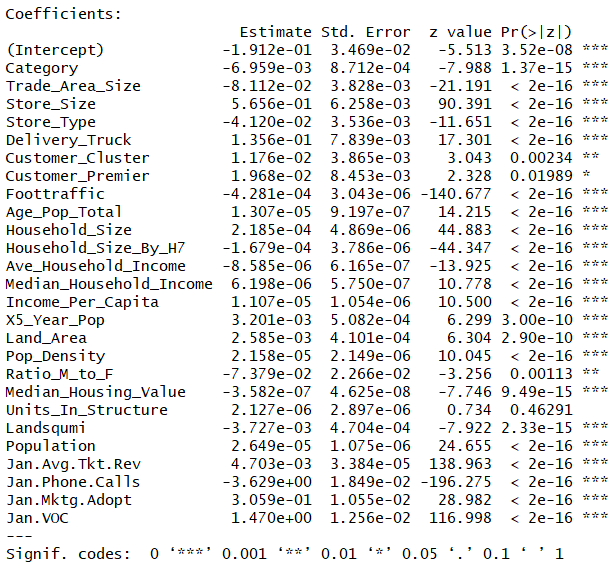 Coefficients:
                          Estimate Std. Error  z value Pr(>|z|)    
(Intercept)             -1.912e-01  3.469e-02   -5.513 3.52e-08 ***
Category                -6.959e-03  8.712e-04   -7.988 1.37e-15 ***
Trade_Area_Size         -8.112e-02  3.828e-03  -21.191  < 2e-16 ***
Store_Size               5.656e-01  6.258e-03   90.391  < 2e-16 ***
Store_Type              -4.120e-02  3.536e-03  -11.651  < 2e-16 ***
Delivery_Truck           1.356e-01  7.839e-03   17.301  < 2e-16 ***
Customer_Cluster         1.176e-02  3.865e-03    3.043  0.00234 **
Customer_Premier         1.968e-02  8.453e-03    2.328  0.01989 *
Foottraffic             -4.281e-04  3.043e-06 -140.677  < 2e-16 ***
Age_Pop_Total            1.307e-05  9.197e-07   14.215  < 2e-16 ***
Household_Size           2.185e-04  4.869e-06   44.883  < 2e-16 ***
Household_Size_By_H7    -1.679e-04  3.786e-06  -44.347  < 2e-16 ***
Ave_Household_Income    -8.585e-06  6.165e-07  -13.925  < 2e-16 ***
Median_Household_Income  6.198e-06  5.750e-07   10.778  < 2e-16 ***
Income_Per_Capita        1.107e-05  1.054e-06   10.500  < 2e-16 ***
X5_Year_Pop              3.201e-03  5.082e-04    6.299 3.00e-10 ***
Land_Area                2.585e-03  4.101e-04    6.304 2.90e-10 ***
Pop_Density              2.158e-05  2.149e-06   10.045  < 2e-16 ***
Ratio_M_to_F            -7.379e-02  2.266e-02   -3.256  0.00113 **
Median_Housing_Value    -3.582e-07  4.625e-08   -7.746 9.49e-15 ***
Units_In_Structure       2.127e-06  2.897e-06    0.734  0.46291
Landsqumi               -3.727e-03  4.704e-04   -7.922 2.33e-15 ***
Population               2.649e-05  1.075e-06   24.655  < 2e-16 ***
Jan.Avg.Tkt.Rev          4.703e-03  3.384e-05  138.963  < 2e-16 ***
Jan.Phone.Calls         -3.629e+00  1.849e-02 -196.275  < 2e-16 ***
Jan.Mktg.Adopt           3.059e-01  1.055e-02   28.982  < 2e-16 ***
Jan.VOC                  1.470e+00  1.256e-02  116.998  < 2e-16 ***
---
Signif. codes:  0 ‘***’ 0.001 ‘**’ 0.01 ‘*’ 0.05 ‘.’ 0.1 ‘ ’ 1